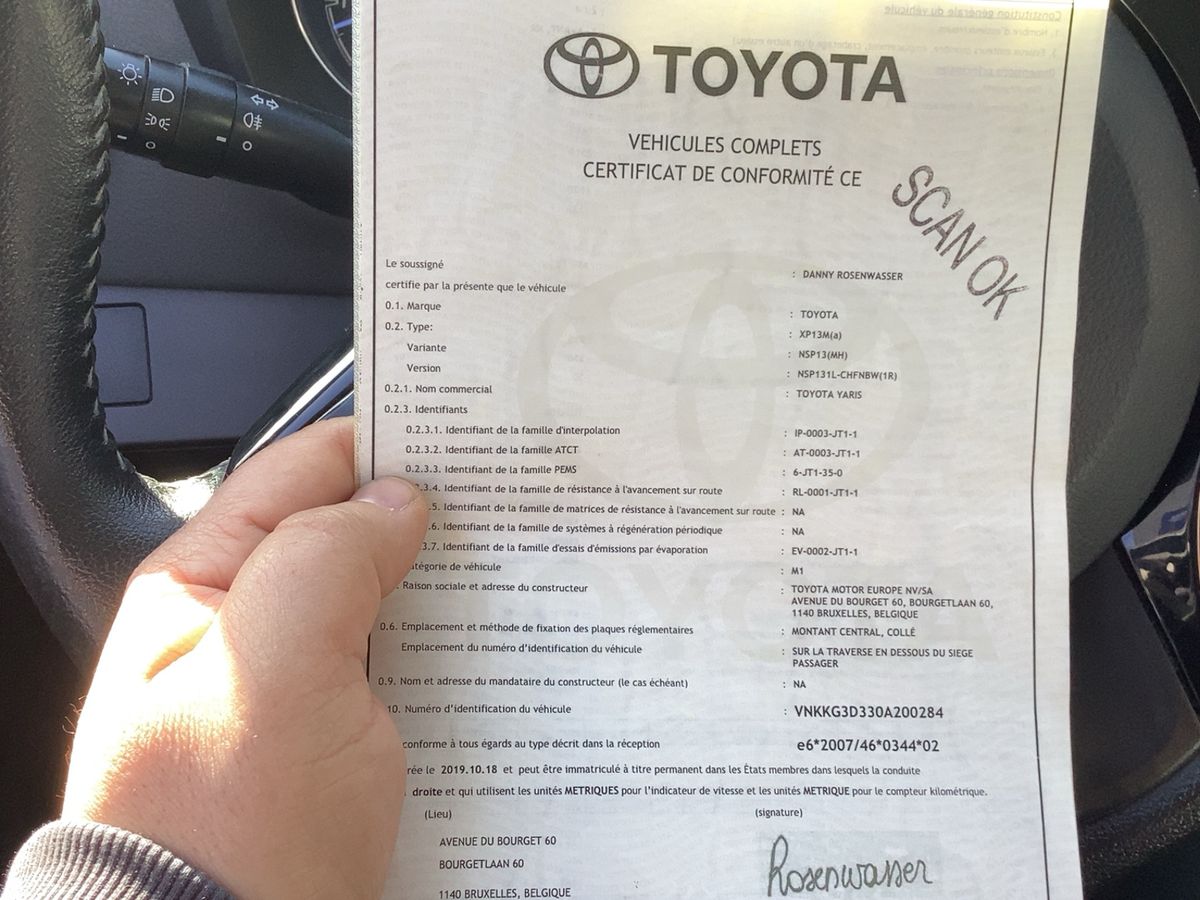 TOYOTA
VEHICULES COMPLETS
CERTIFICAT DE CONFORMITÉ CE
SCAN OK
Le soussigné : DANNY ROSENWASSER
certifie par la présente que le véhicule
0.1. Marque : TOYOTA
0.2. Type: : XP13M(a)
Variante : NSP13(MH)
Version : NSP131L-CHFNBW(1R)
0.2.1. Nom commercial : TOYOTA YARIS
0.2.3. Identifiants
0.2.3.1. Identifiant de la famille d'interpolation : IP-0003-JT1-1
0.2.3.2. Identifiant de la famille ATCT : AT-0003-JT1-1
0.2.3.3. Identifiant de la famille PEMS : 6-JT1-35-0
.3.4. Identifiant de la famille de résistance à l'avancement sur route : RL-0001-JT1-1
.5. Identifiant de la famille de matrices de résistance à l'avancement sur route : NA
.6. Identifiant de la famille de systèmes à régénération périodique : NA
.3.7. Identifiant de la famille d'essais d'émissions par évaporation : EV-0002-JT1-1
atégorie de véhicule : M1
. Raison sociale et adresse du constructeur : TOYOTA MOTOR EUROPE NV/SA
AVENUE DU BOURGET 60, BOURGETLAAN 60,
1140 BRUXELLES, BELGIQUE
0.6. Emplacement et méthode de fixation des plaques réglementaires : MONTANT CENTRAL, COLLÉ
Emplacement du numéro d'identification du véhicule : SUR LA TRAVERSE EN DESSOUS DU SIEGE
PASSAGER
0.9. Nom et adresse du mandataire du constructeur (le cas échéant) : NA
10. Numéro d'identification du véhicule : VNKKG3D330A200284
conforme à tous égards au type décrit dans la réception e6*2007/46*0344*02
rée le 2019.10.18 et peut être immatriculé à titre permanent dans les États membres dans lesquels la conduite
droite et qui utilisent les unités METRIQUES pour l'indicateur de vitesse et les unités METRIQUE pour le compteur kilométrique.
(Lieu) (signature)
AVENUE DU BOURGET 60
BOURGETLAAN 60
1140 BRUXELLES, BELGIQUE
Rosenwasser